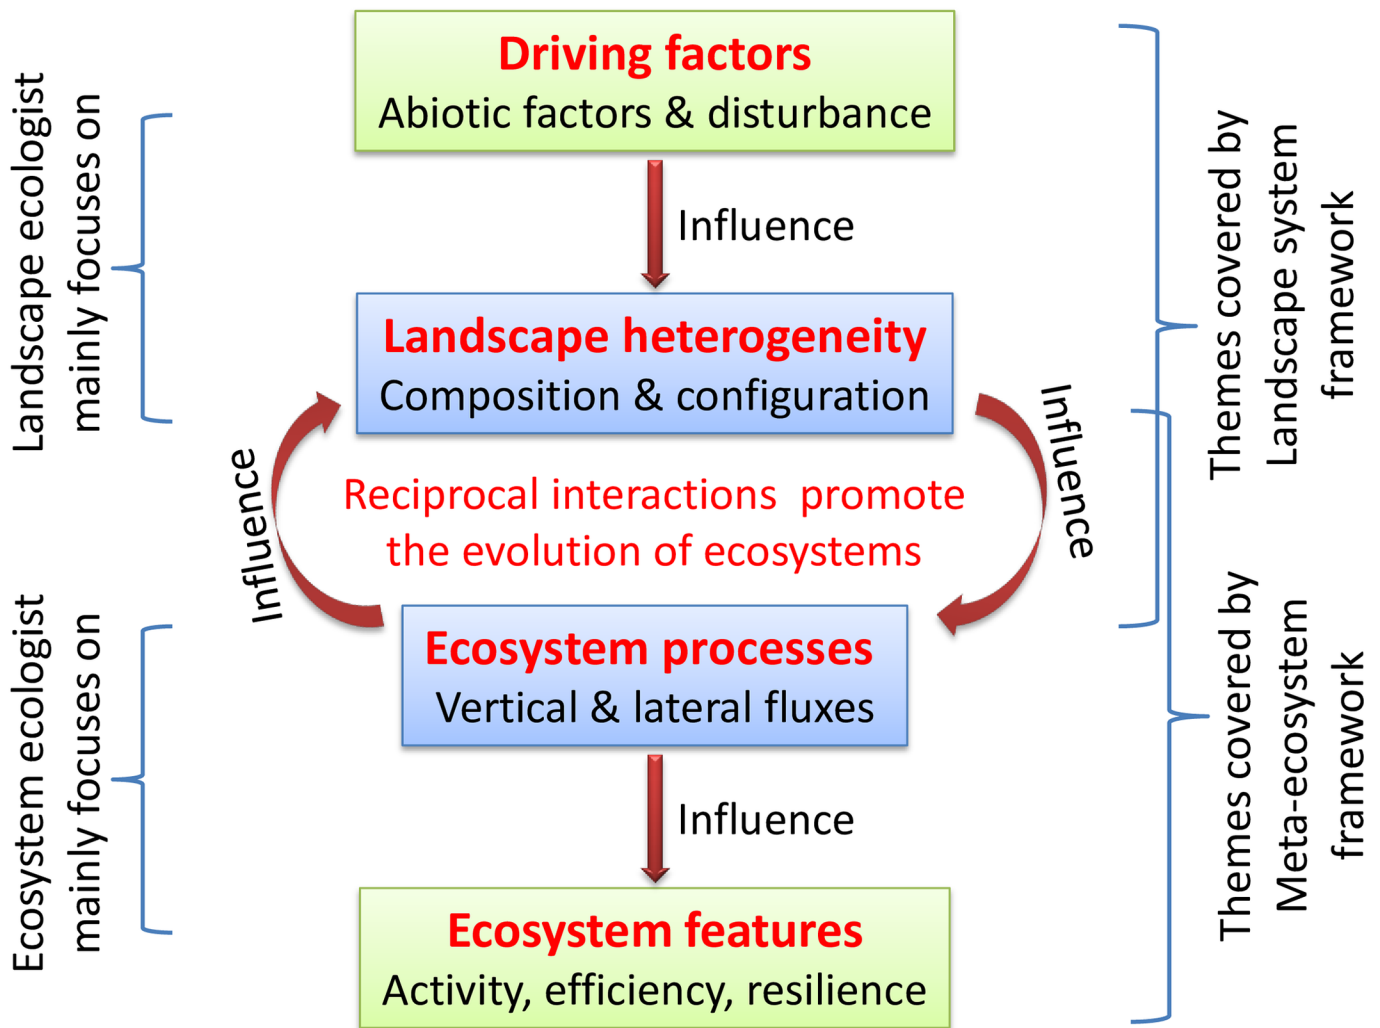 Driving factors
Abiotic factors & disturbance
Influence
Landscape heterogeneity
Composition & configuration
Influence
Influence
Reciprocal interactions promote
the evolution of ecosystems
Ecosystem processes
Vertical & lateral fluxes
Influence
Ecosystem features
Activity, efficiency, resilience
Landscape ecologist
mainly focuses on
Ecosystem ecologist
mainly focuses on
Themes covered by
Landscape system
framework
Themes covered by
Meta-ecosystem
framework